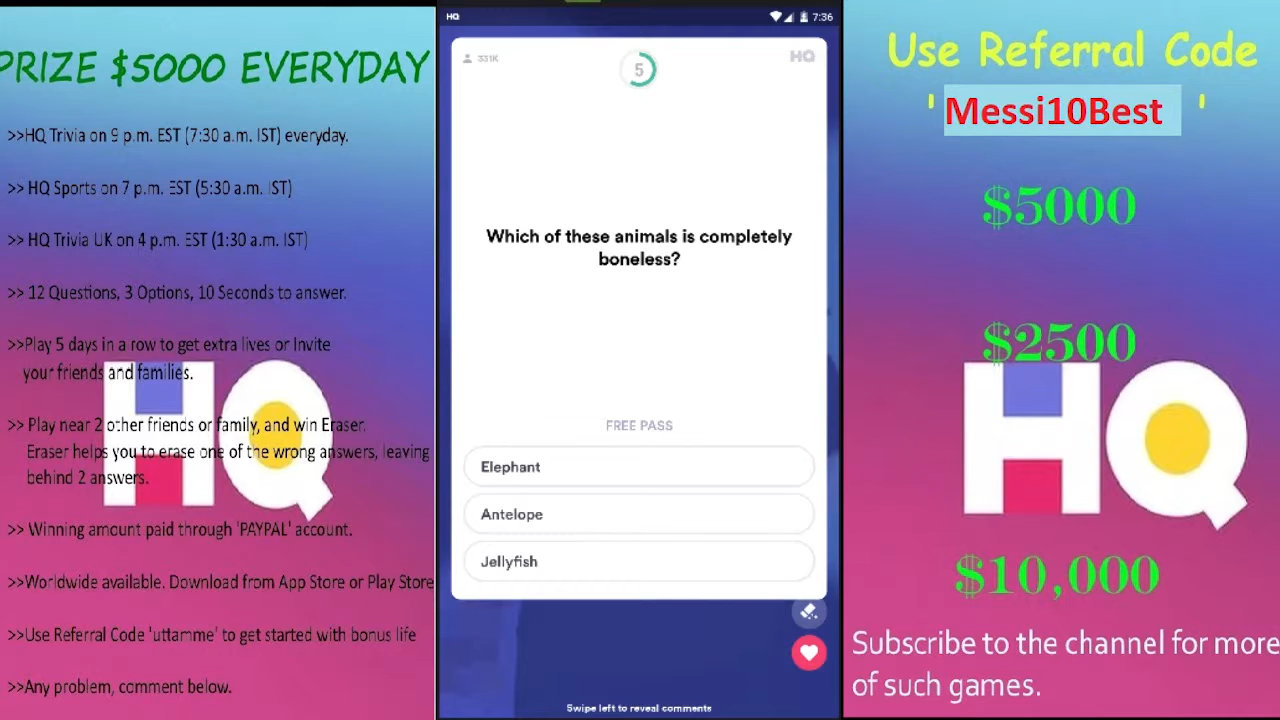 PRIZE $5000 EVERYDAY
>>HQ Trivia on 9 p.m. EST (7:30 a.m. IST) everyday.
>> HQ Sports on 7 p.m. EST (5:30 a.m. IST)
>> HQ Trivia UK on 4 p.m. EST (1:30 a.m. IST)
>> 12 Questions, 3 Options, 10 Seconds to answer.
>>Play 5 days in a row to get extra lives or Invite
your friends and families.
>> Play near 2 other friends or family, and win Eraser.
Eraser helps you to erase one of the wrong answers, leaving
behind 2 answers.
>> Winning amount paid through 'PAYPAL' account.
>>Worldwide available. Download from App Store or Play Store
>>Use Referral Code 'uttamme' to get started with bonus life
>>Any problem, comment below.
HQ
HQ
7:36
331K
5
HQ
Which of these animals is completely
boneless?
FREE PASS
Elephant
Antelope
Jellyfish
Swipe left to reveal comments
Use Referral Code
' Messi10Best '
$5000
$2500
HQ
$10,000
Subscribe to the channel for more
of such games.